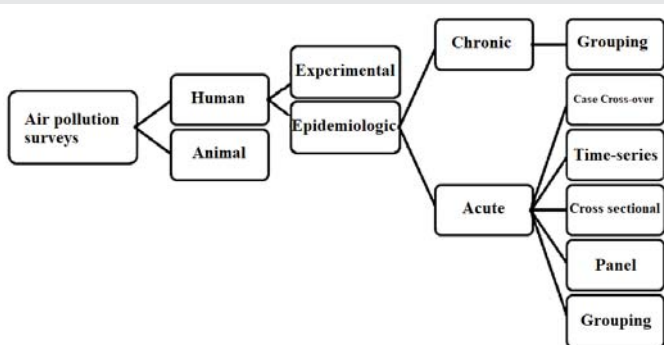 Air pollution
surveys
Human
Animal
Experimental
Epidemiologic
Chronic
Acute
Grouping
Case Cross-over
Time-series
Cross sectional
Panel
Grouping